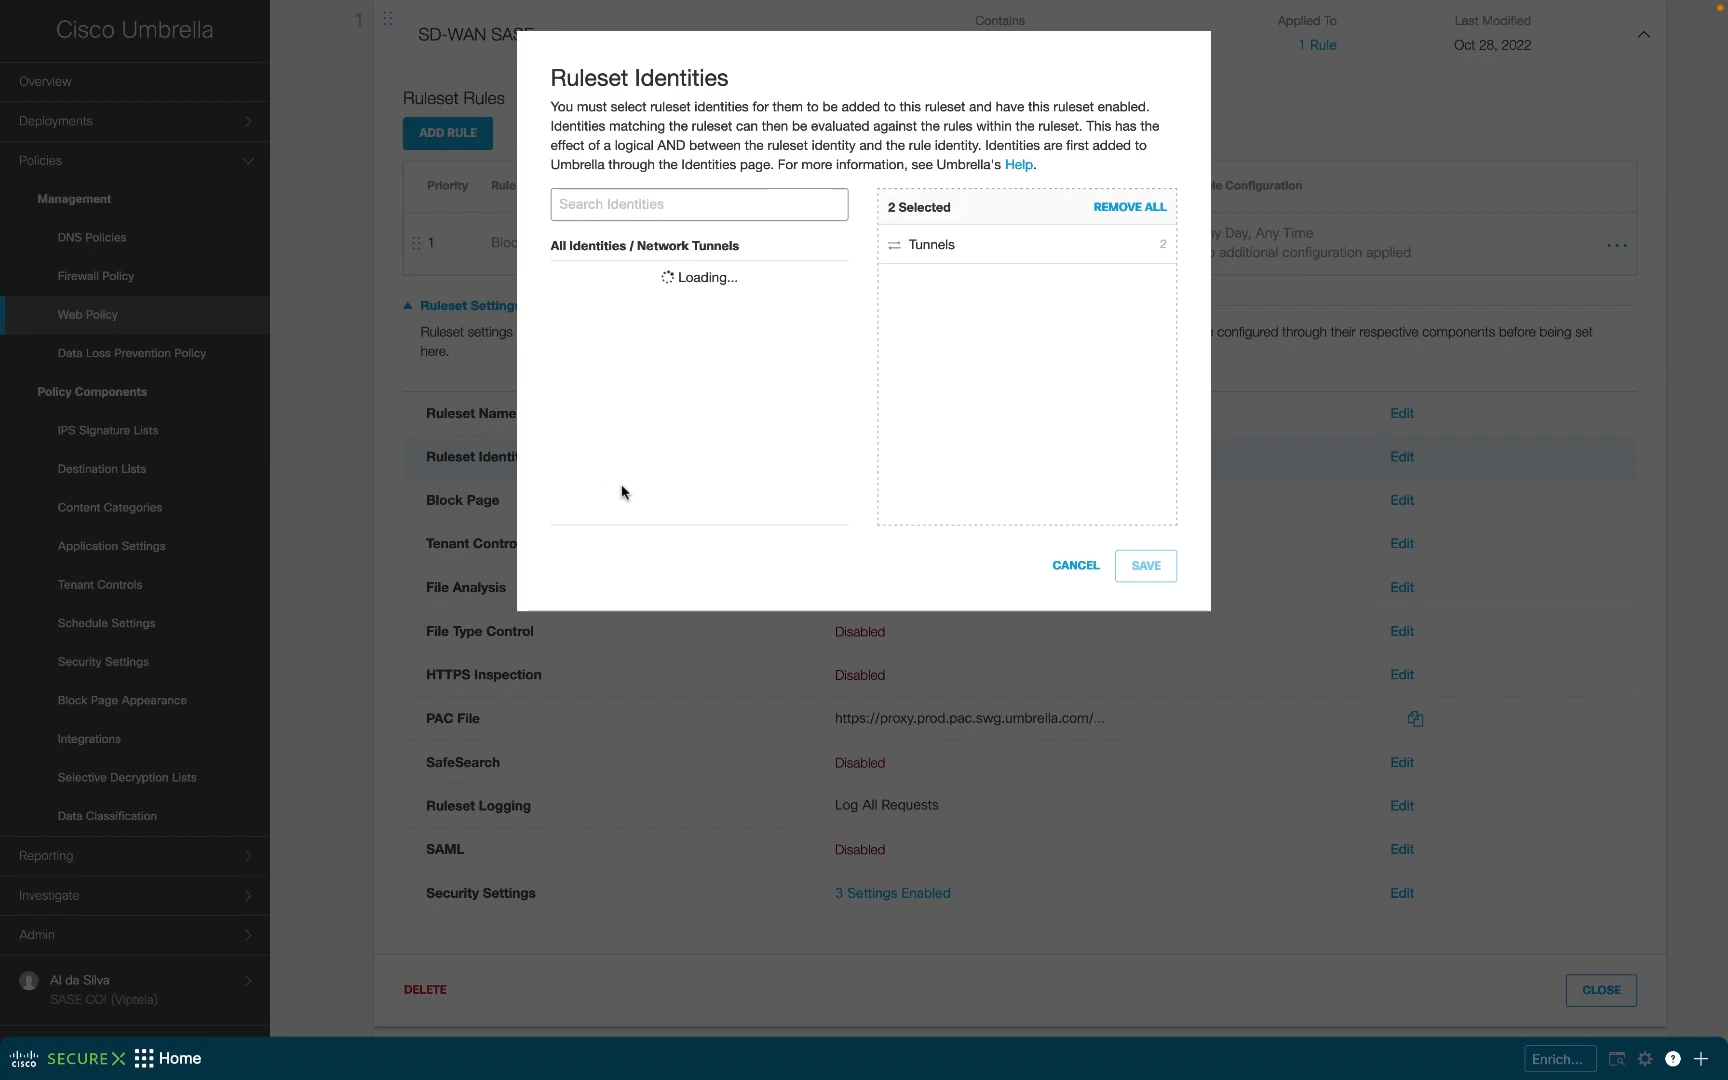 Cisco Umbrella
Overview
Deployments
Policies
Management
DNS Policies
Firewall Policy
Web Policy
Data Loss Prevention Policy
Policy Components
IPS Signature Lists
Destination Lists
Content Categories
Application Settings
Tenant Controls
Schedule Settings
Security Settings
Block Page Appearance
Integrations
Selective Decryption Lists
Data Classification
Reporting
Investigate
Admin
Al da Silva
SASE COI (Viptela)
1
SD-WAN SASE
Contains
Applied To
1 Rule
Last Modified
Oct 28, 2022
Ruleset Rules
ADD RULE
Priority
Rule
le Configuration
1
Bloc
ny Day, Any Time
o additional configuration applied
Ruleset Settings
Ruleset settings
e configured through their respective components before being set
here.
Ruleset Name
Edit
Ruleset Identit
Edit
Block Page
Edit
Tenant Contro
Edit
File Analysis
Edit
File Type Control
Disabled
Edit
HTTPS Inspection
Disabled
Edit
PAC File
https://proxy.prod.pac.swg.umbrella.com/...
SafeSearch
Disabled
Edit
Ruleset Logging
Log All Requests
Edit
SAML
Disabled
Edit
Security Settings
3 Settings Enabled
Edit
DELETE
CLOSE
Ruleset Identities
You must select ruleset identities for them to be added to this ruleset and have this ruleset enabled.
Identities matching the ruleset can then be evaluated against the rules within the ruleset. This has the
effect of a logical AND between the ruleset identity and the rule identity. Identities are first added to
Umbrella through the Identities page. For more information, see Umbrella's Help.
Search Identities
All Identities / Network Tunnels
Loading...
2 Selected
REMOVE ALL
Tunnels
2
CANCEL
SAVE
cisco
SECUREX
Home
Enrich...
?